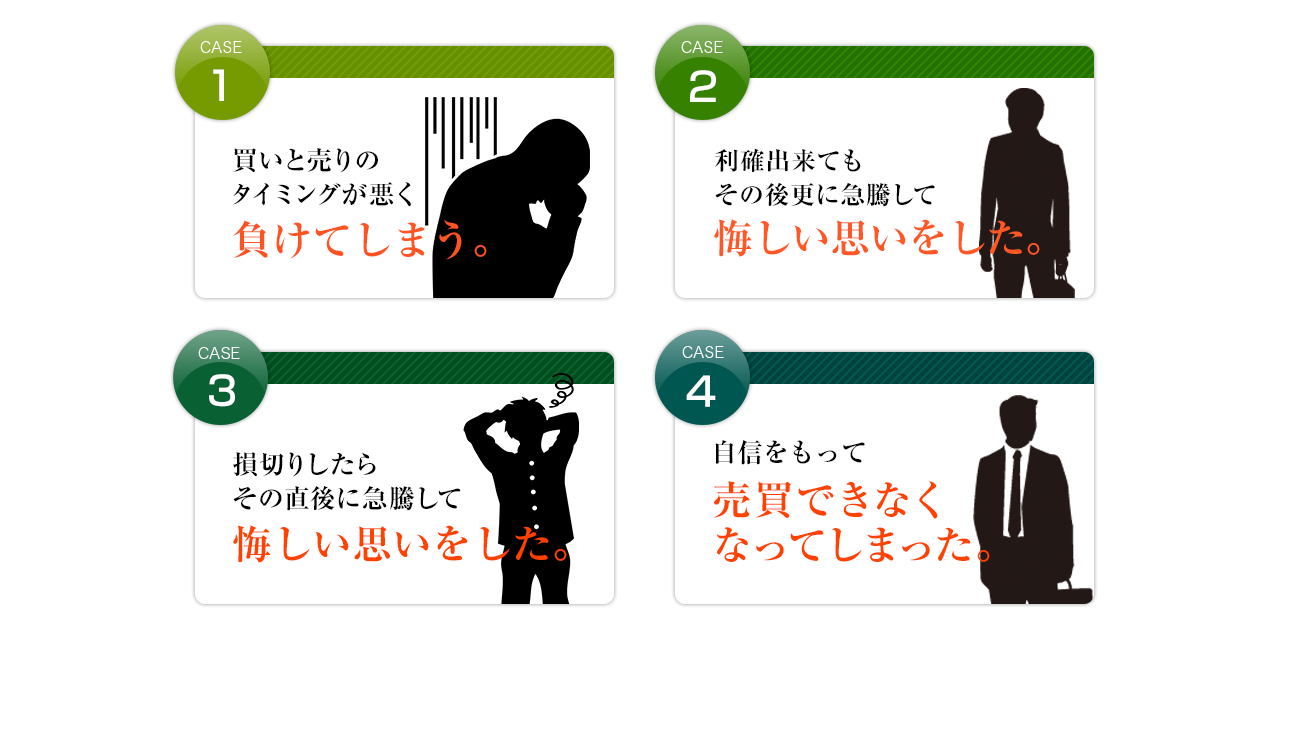 CASE
1
買いと売りの
タイミングが悪く
負けてしまう。
CASE
2
利確出来ても
その後更に急騰して
悔しい思いをした。
CASE
3
損切りしたら
その直後に急騰して
悔しい思いをした。
CASE
4
自信をもって
売買できなく
なってしまった。